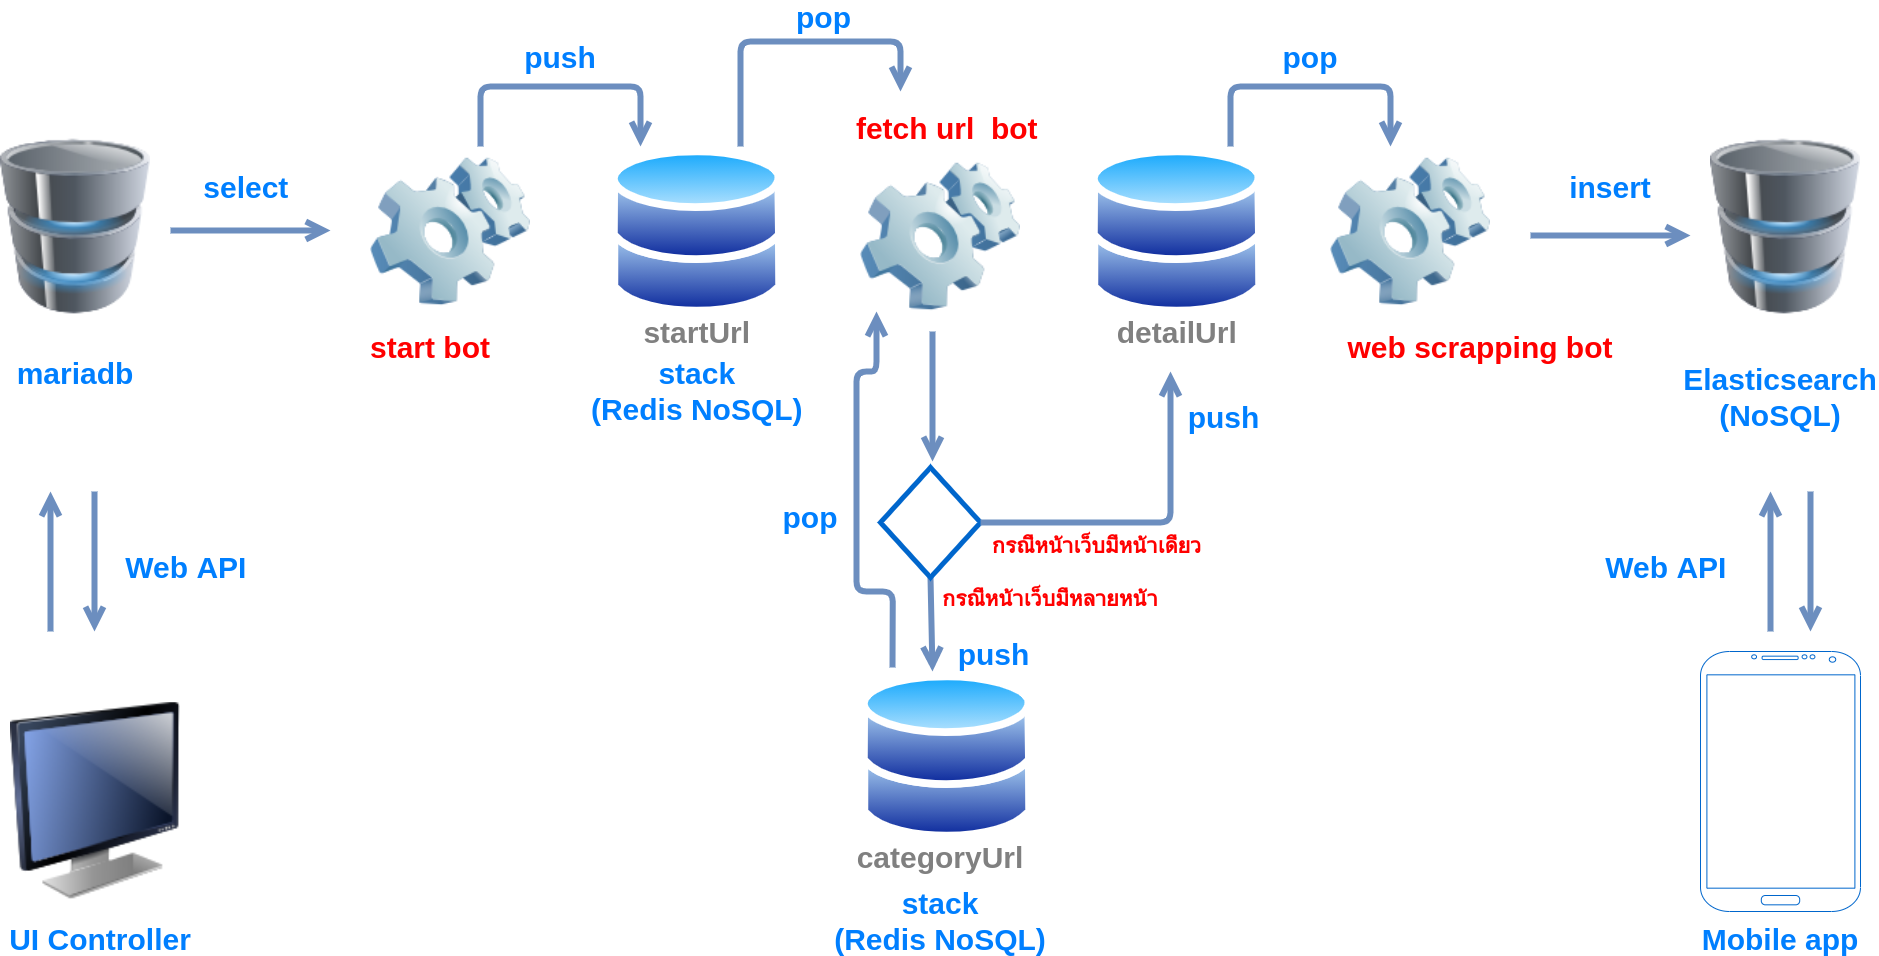 pop
push
pop
fetch url  bot
select
insert
startUrl
detailUrl
start bot
web scrapping bot
mariadb
stack
(Redis NoSQL)
Elasticsearch
(NoSQL)
push
pop
กรณีหน้าเว็บมีหน้าเดียว
Web API
Web API
กรณีหน้าเว็บมีหลายหน้า
push
categoryUrl
stack
(Redis NoSQL)
UI Controller
Mobile app